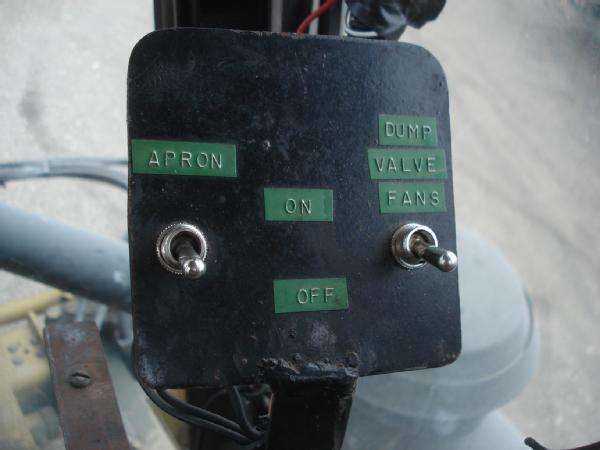 APRON
DUMP
VALVE
FANS
ON
OFF